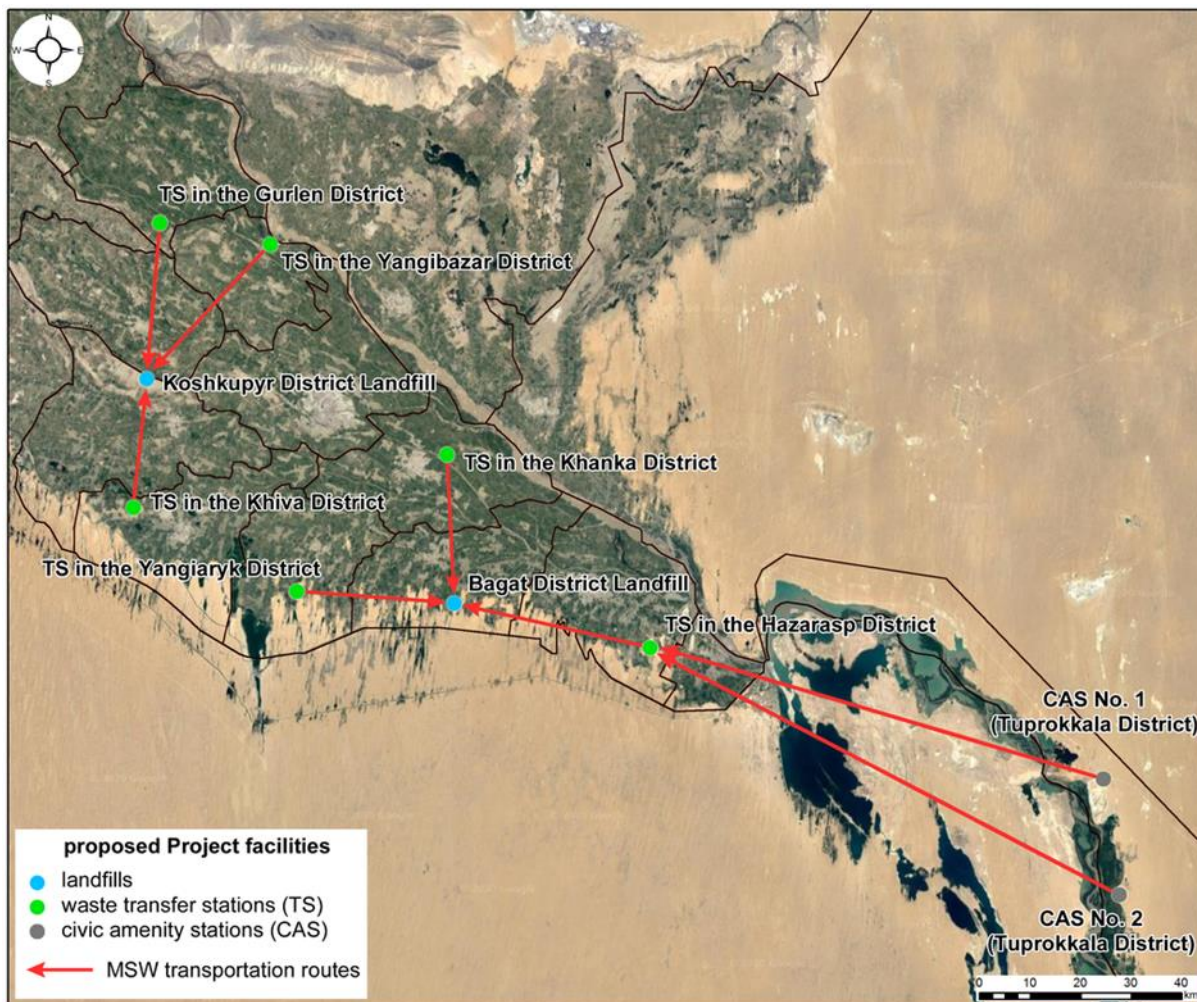 N
W E
S
TS in the Gurlen District
TS in the Yangibazar District
Koshkupyr District Landfill
TS in the Khanka District
TS in the Khiva District
TS in the Yangiaryk District
Bagat District Landfill
TS in the Hazarasp District
CAS No. 1
(Tuprokkala District)
CAS No. 2
(Tuprokkala District)
proposed Project facilities
landfills
waste transfer stations (TS)
civic amenity stations (CAS)
MSW transportation routes
0 10 20 30 40
km